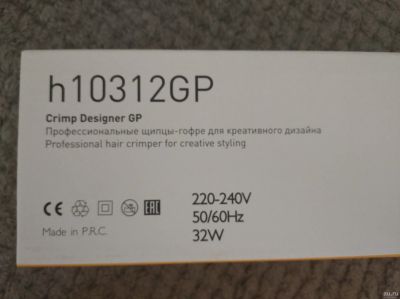 h10312GP
Crimp Designer GP
Профессиональные щипцы-гофре для креативного дизайна
Professional hair crimper for creative styling
CE EAC
220-240V
50/60Hz
32W
Made in P.R.C.